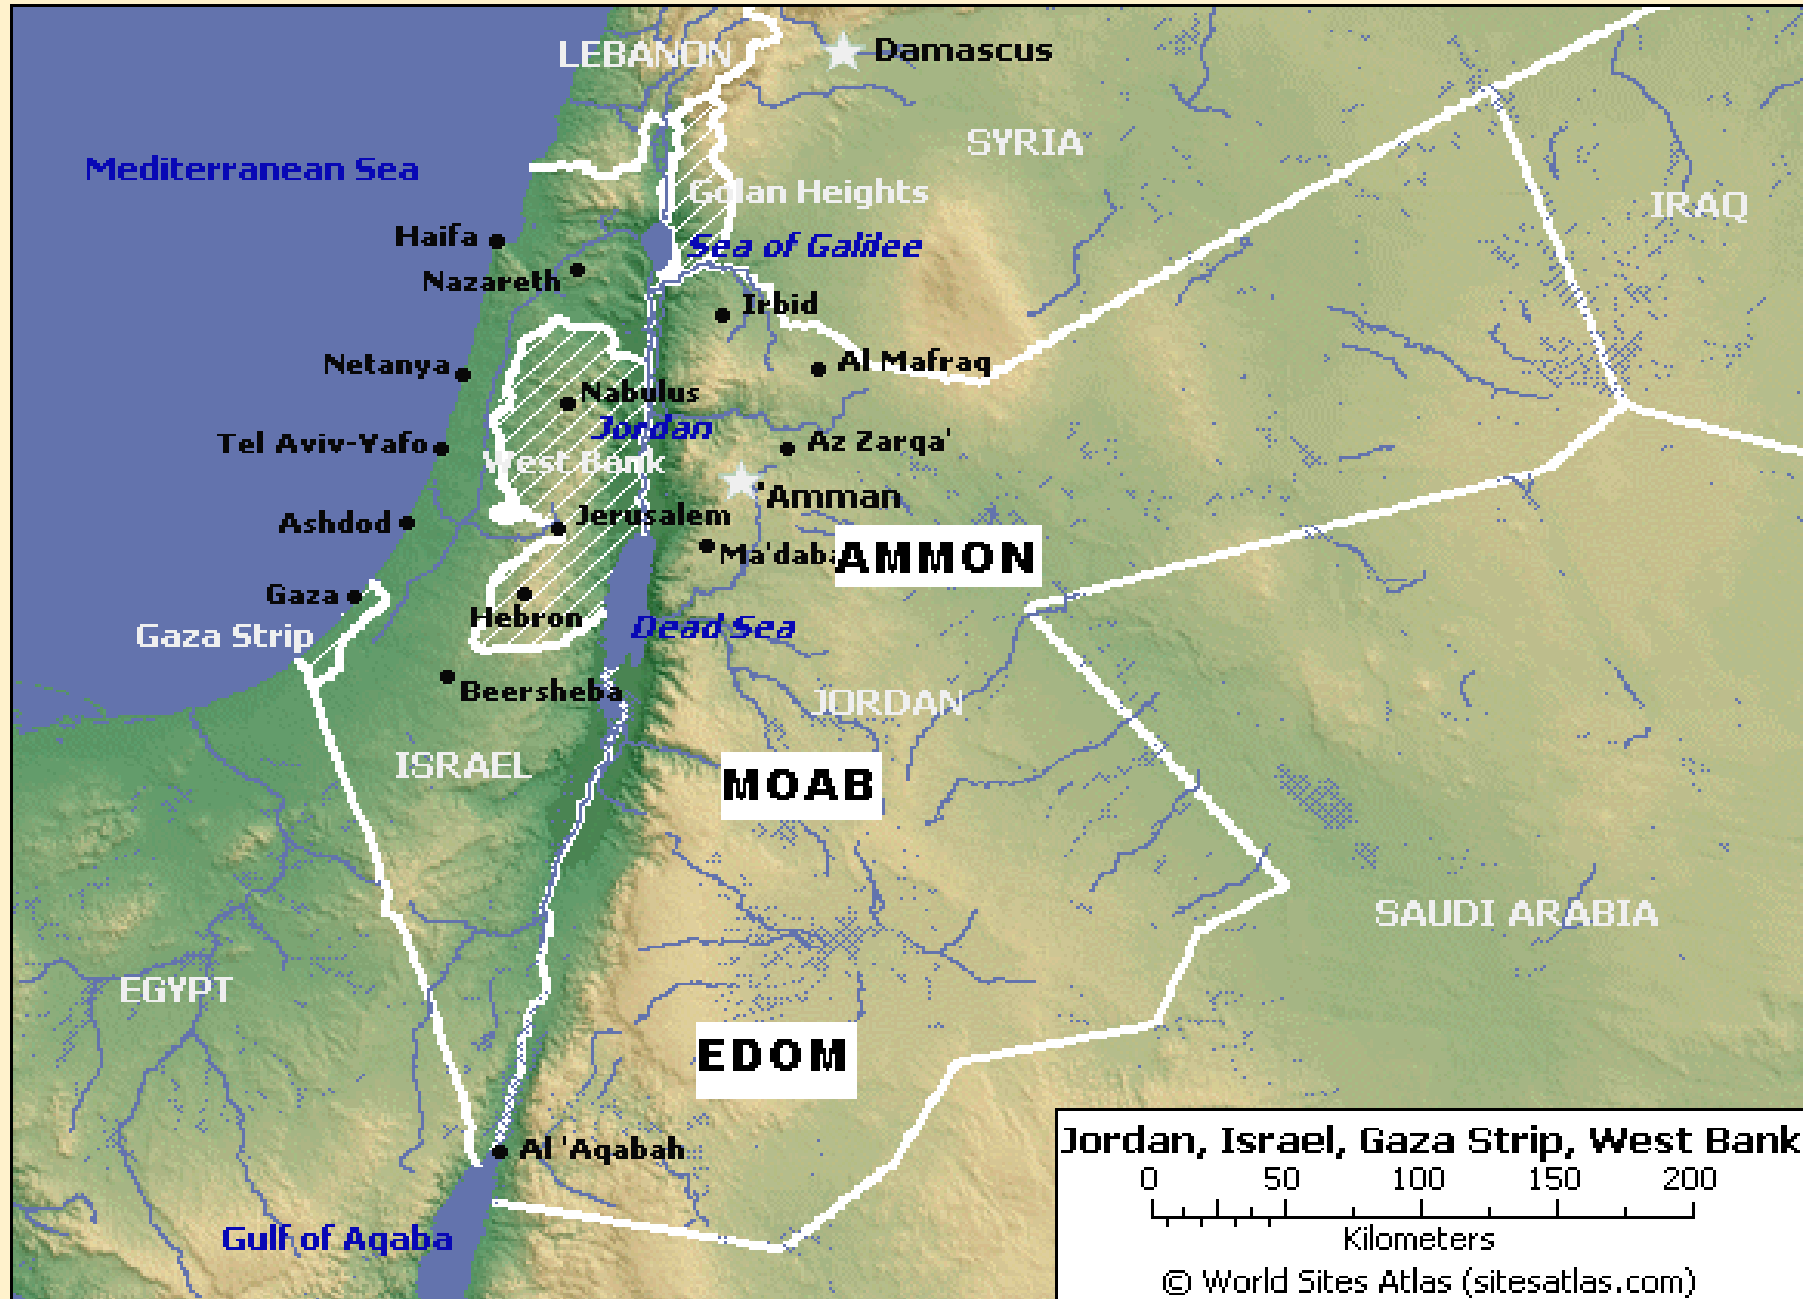 LEBANON
Damascus
SYRIA
Mediterranean Sea
Golan Heights
IRAQ
Haifa
Sea of Galilee
Nazareth
Irbid
Netanya
Al Mafraq
Nabulus
Jordan
Tel Aviv-Yafo
Az Zarqa'
West Bank
'Amman
Jerusalem
Ashdod
Ma'daba
AMMON
Gaza
Hebron
Dead Sea
Gaza Strip
Beersheba
JORDAN
ISRAEL
MOAB
SAUDI ARABIA
EGYPT
EDOM
Al 'Aqabah
Gulf of Aqaba
Jordan, Israel, Gaza Strip, West Bank
0 50 100 150 200
Kilometers
© World Sites Atlas (sitesatlas.com)